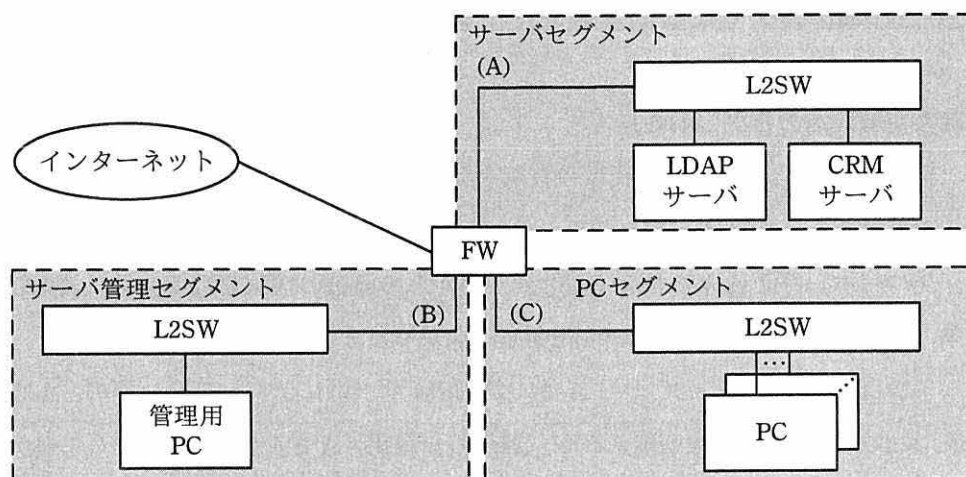 サーバセグメント
(A)
L2SW
インターネット
LDAP
サーバ
CRM
サーバ
FW
サーバ管理セグメント
PCセグメント
L2SW
(B)
(C)
L2SW
管理用
PC
PC